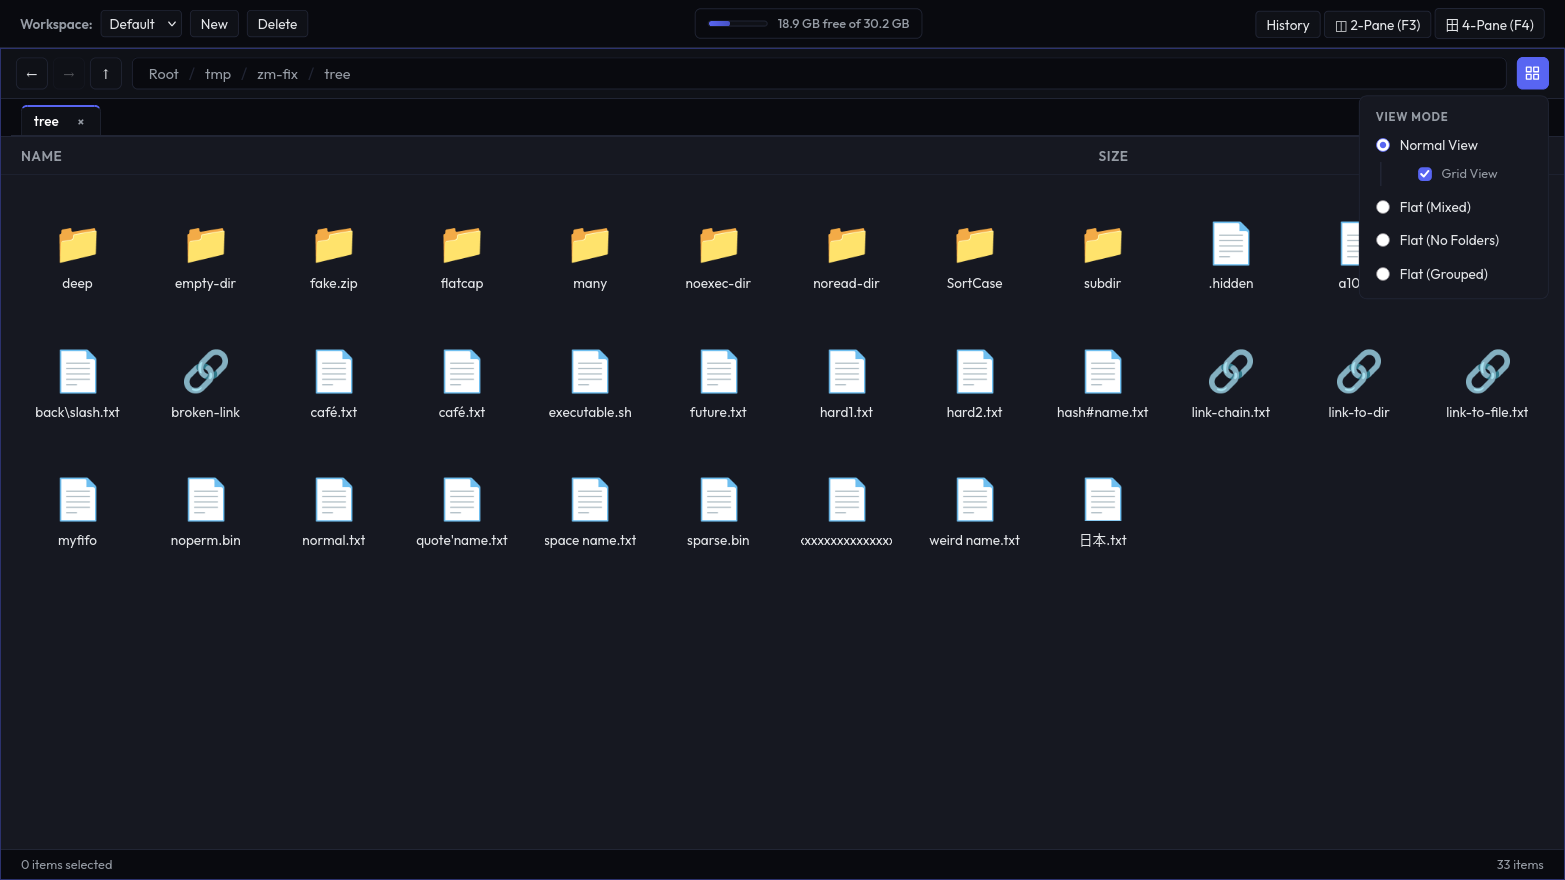 Workspace: Default New Delete 18.9 GB free of 30.2 GB History 2-Pane (F3) 4-Pane (F4)
← → ↑ Root / tmp / zm-fix / tree
tree ×
NAME SIZE
VIEW MODE
Normal View
Grid View
Flat (Mixed)
Flat (No Folders)
Flat (Grouped)
deep empty-dir fake.zip flatcap many noexec-dir noread-dir SortCase subdir .hidden a10
back\slash.txt broken-link café.txt café.txt executable.sh future.txt hard1.txt hard2.txt hash#name.txt link-chain.txt link-to-dir link-to-file.txt
myfifo noperm.bin normal.txt quote'name.txt space name.txt sparse.bin weird name.txt 日本.txt
0 items selected 33 items